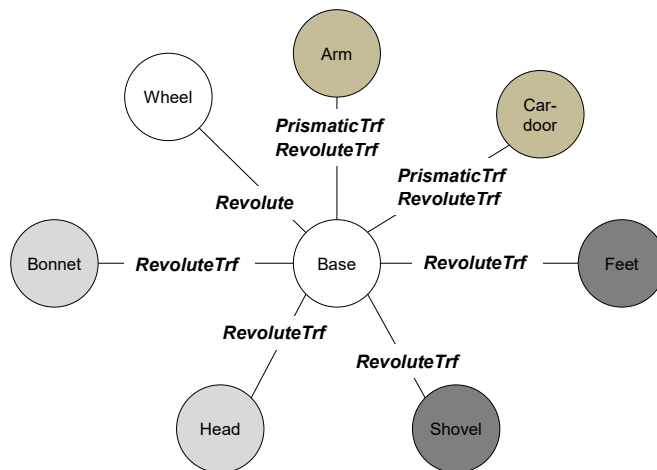 Arm
Wheel
Car-
door
PrismaticTrf
RevoluteTrf
PrismaticTrf
RevoluteTrf
Revolute
Bonnet
RevoluteTrf
Base
RevoluteTrf
Feet
RevoluteTrf
RevoluteTrf
Head
Shovel